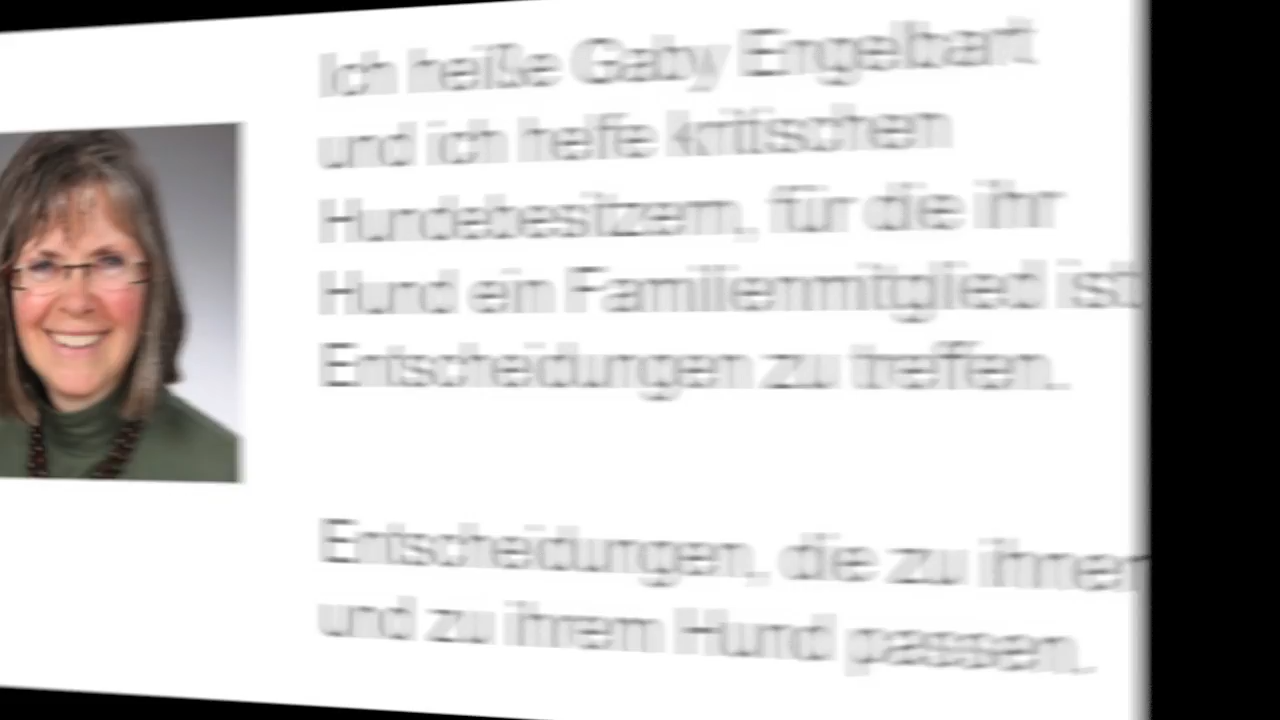 Ich heiße Gaby Engelbart
und ich helfe kritischen
Hundebesitzern, für die ihr
Hund ein Familienmitglied ist
Entscheidungen zu treffen.
Entscheidungen, die zu ihnen
und zu ihrem Hund passen.